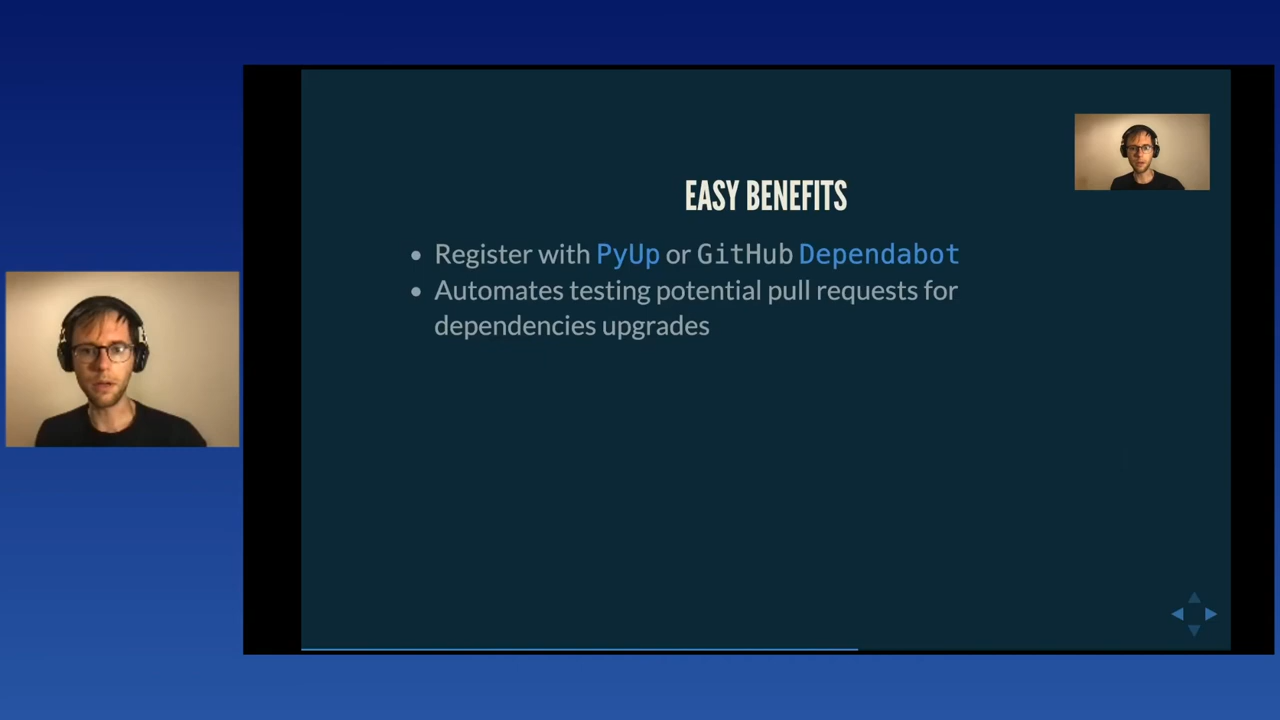 EASY BENEFITS
• Register with PyUp or GitHub Dependabot
• Automates testing potential pull requests for
dependencies upgrades